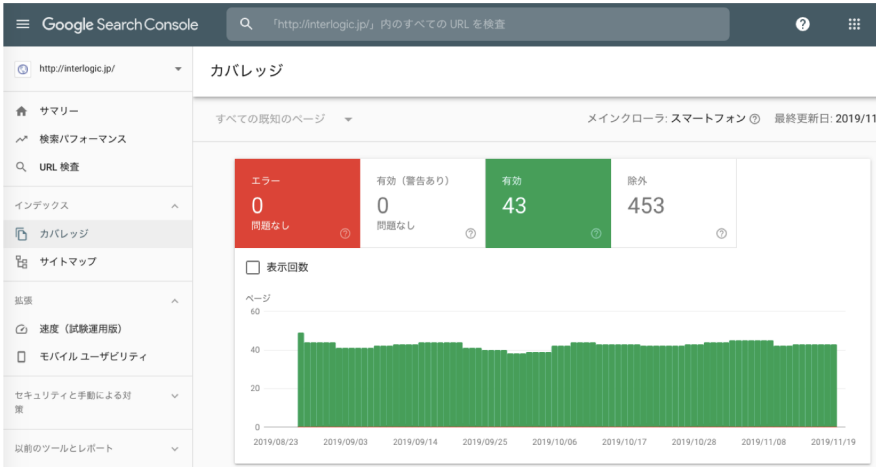 Google Search Console
「http://interlogic.jp/」内のすべての URL を検査
http://interlogic.jp/
カバレッジ
サマリー
検索パフォーマンス
URL 検査
インデックス
カバレッジ
サイトマップ
拡張
速度（試験運用版）
モバイル ユーザビリティ
セキュリティと手動による対
策
以前のツールとレポート
すべての既知のページ
メインクローラ: スマートフォン
最終更新日: 2019/11
エラー
0
問題なし
有効（警告あり）
0
問題なし
有効
43
除外
453
表示回数
ページ
60
40
20
0
2019/08/23 2019/09/03 2019/09/14 2019/09/25 2019/10/06 2019/10/17 2019/10/28 2019/11/08 2019/11/19